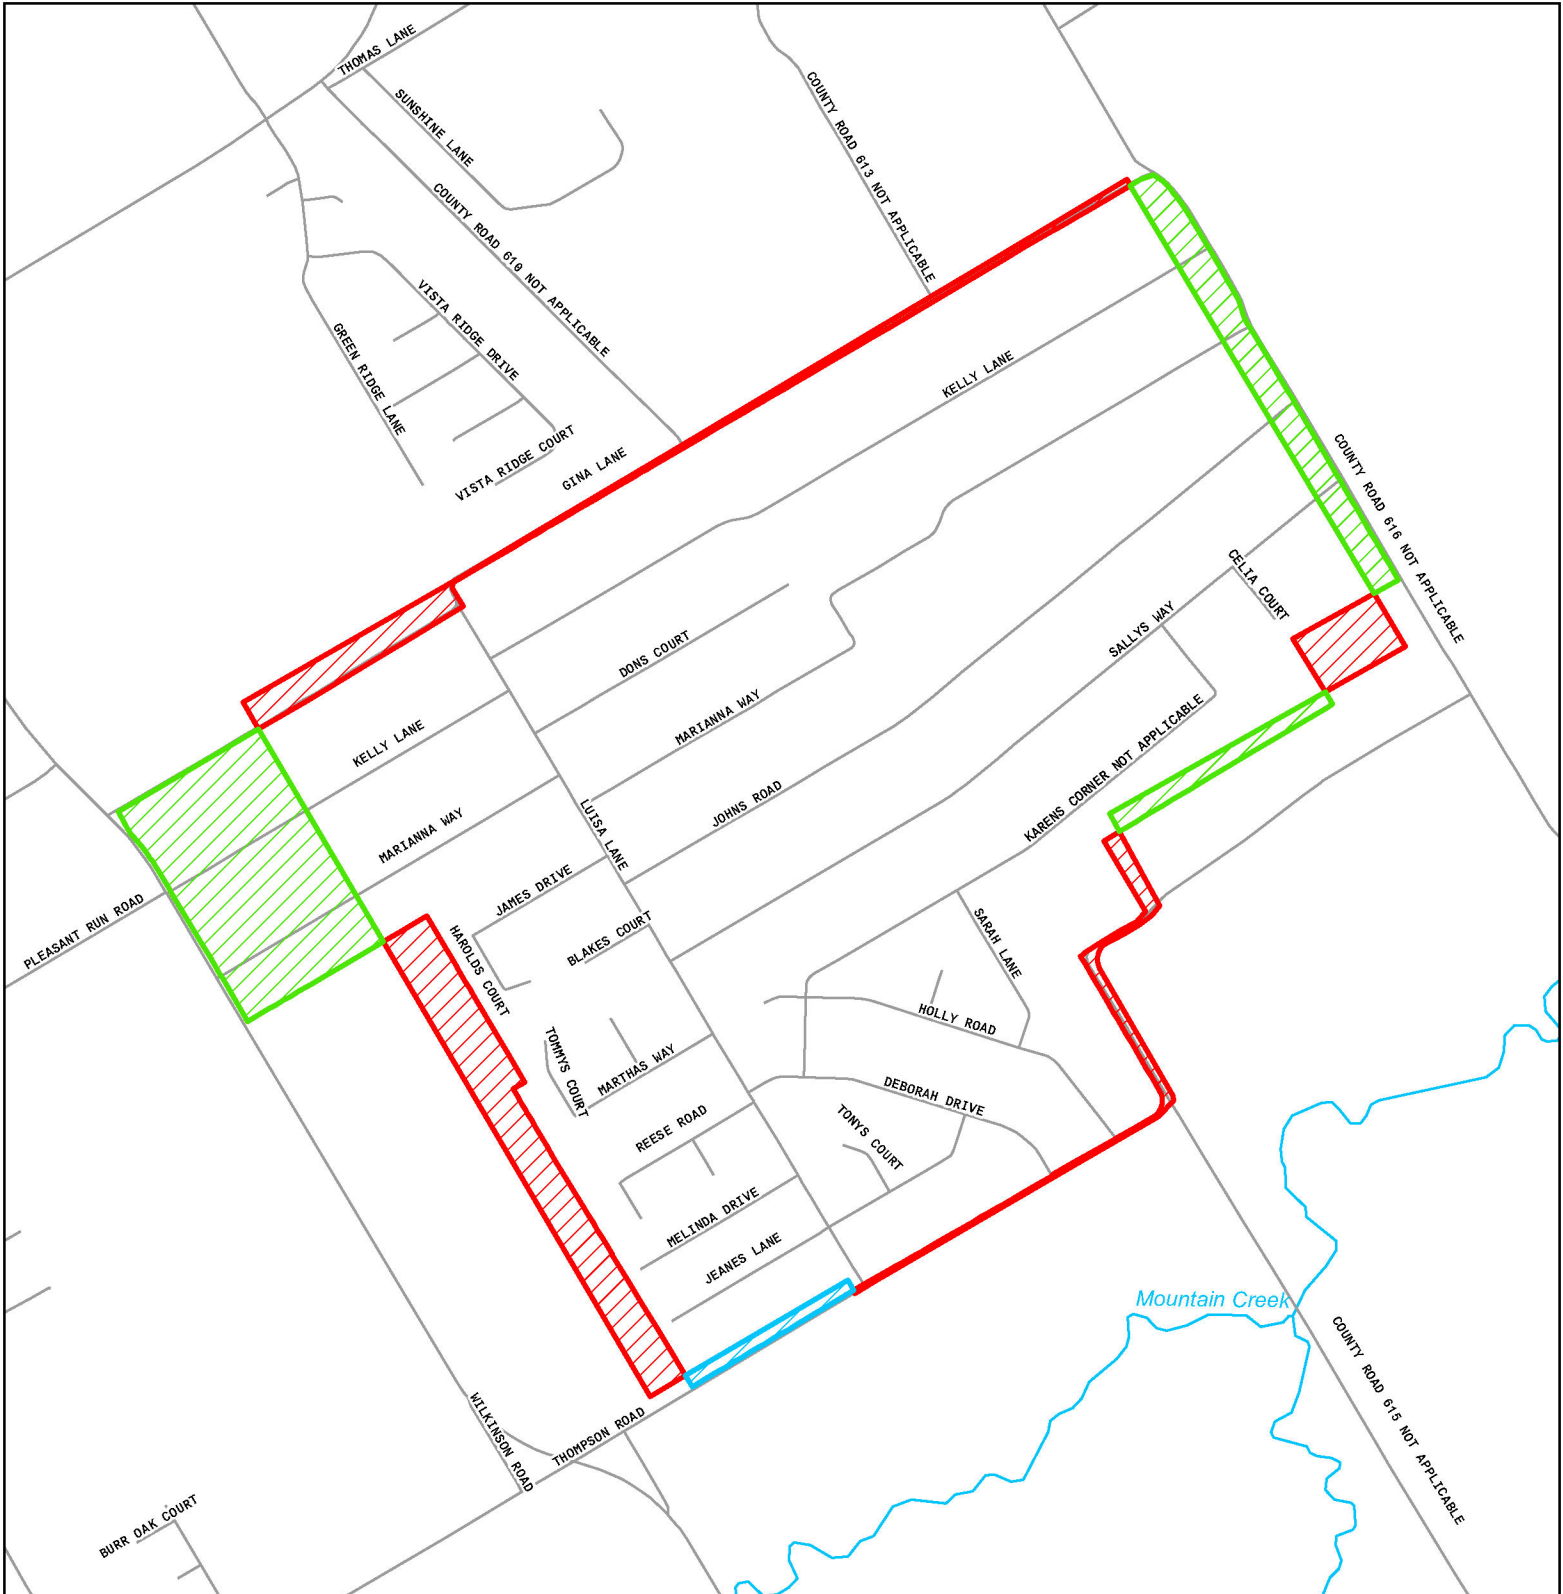 THOMAS LANE
SUNSHINE LANE
COUNTY ROAD 613 NOT APPLICABLE
COUNTY ROAD 610 NOT APPLICABLE
VISTA RIDGE DRIVE
GREEN RIDGE LANE
VISTA RIDGE COURT
GINA LANE
KELLY LANE
COUNTY ROAD 616 NOT APPLICABLE
CELIA COURT
SALLYS WAY
DONS COURT
MARIANNA WAY
KELLY LANE
KARENS CORNER NOT APPLICABLE
JOHNS ROAD
LUISA LANE
MARIANNA WAY
JAMES DRIVE
PLEASANT RUN ROAD
HAROLDS COURT
BLAKES COURT
SARAH LANE
HOLLY ROAD
TOMMYS COURT
MARTHAS WAY
DEBORAH DRIVE
REESE ROAD
TONYS COURT
MELINDA DRIVE
JEANES LANE
Mountain Creek
COUNTY ROAD 615 NOT APPLICABLE
WILKINSON ROAD
THOMPSON ROAD
BURR OAK COURT